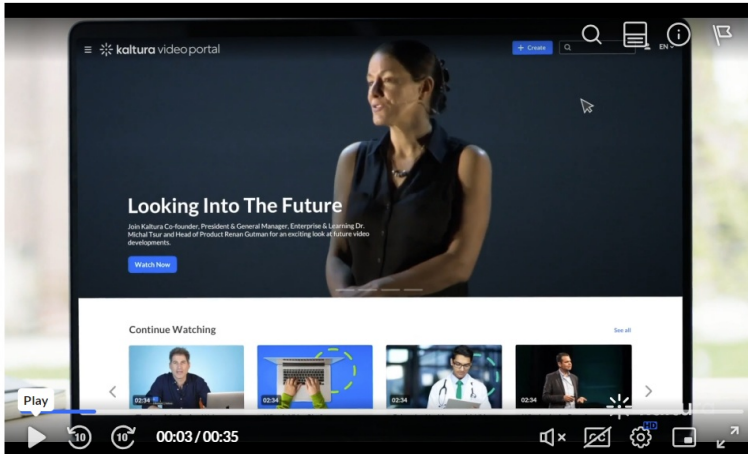 kaltura videoportal
+ Create
EN
Looking Into The Future
Join Kaltura Co-founder, President & General Manager, Enterprise & Learning Dr.
Michal Tsur and Head of Product Renan Gutman for an exciting look at future video
developments.
Watch Now
Continue Watching
See all
02:34
02:34
02:34
02:34
Play
10
10
00:03 / 00:35
CC
HD